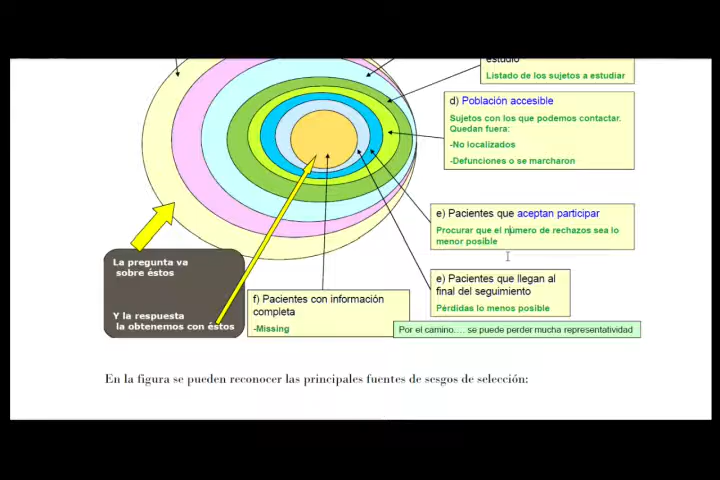 estudio
Listado de los sujetos a estudiar
d) Población accesible
Sujetos con los que podemos contactar.
Quedan fuera:
-No localizados
-Defunciones o se marcharon
e) Pacientes que aceptan participar
Procurar que el número de rechazos sea lo
menor posible
La pregunta va
sobre éstos
e) Pacientes que llegan al
final del seguimiento
Pérdidas lo menos posible
Y la respuesta
la obtenemos con éstos
f) Pacientes con información
completa
-Missing
Por el camino.... se puede perder mucha representatividad
En la figura se pueden reconocer las principales fuentes de sesgos de selección: